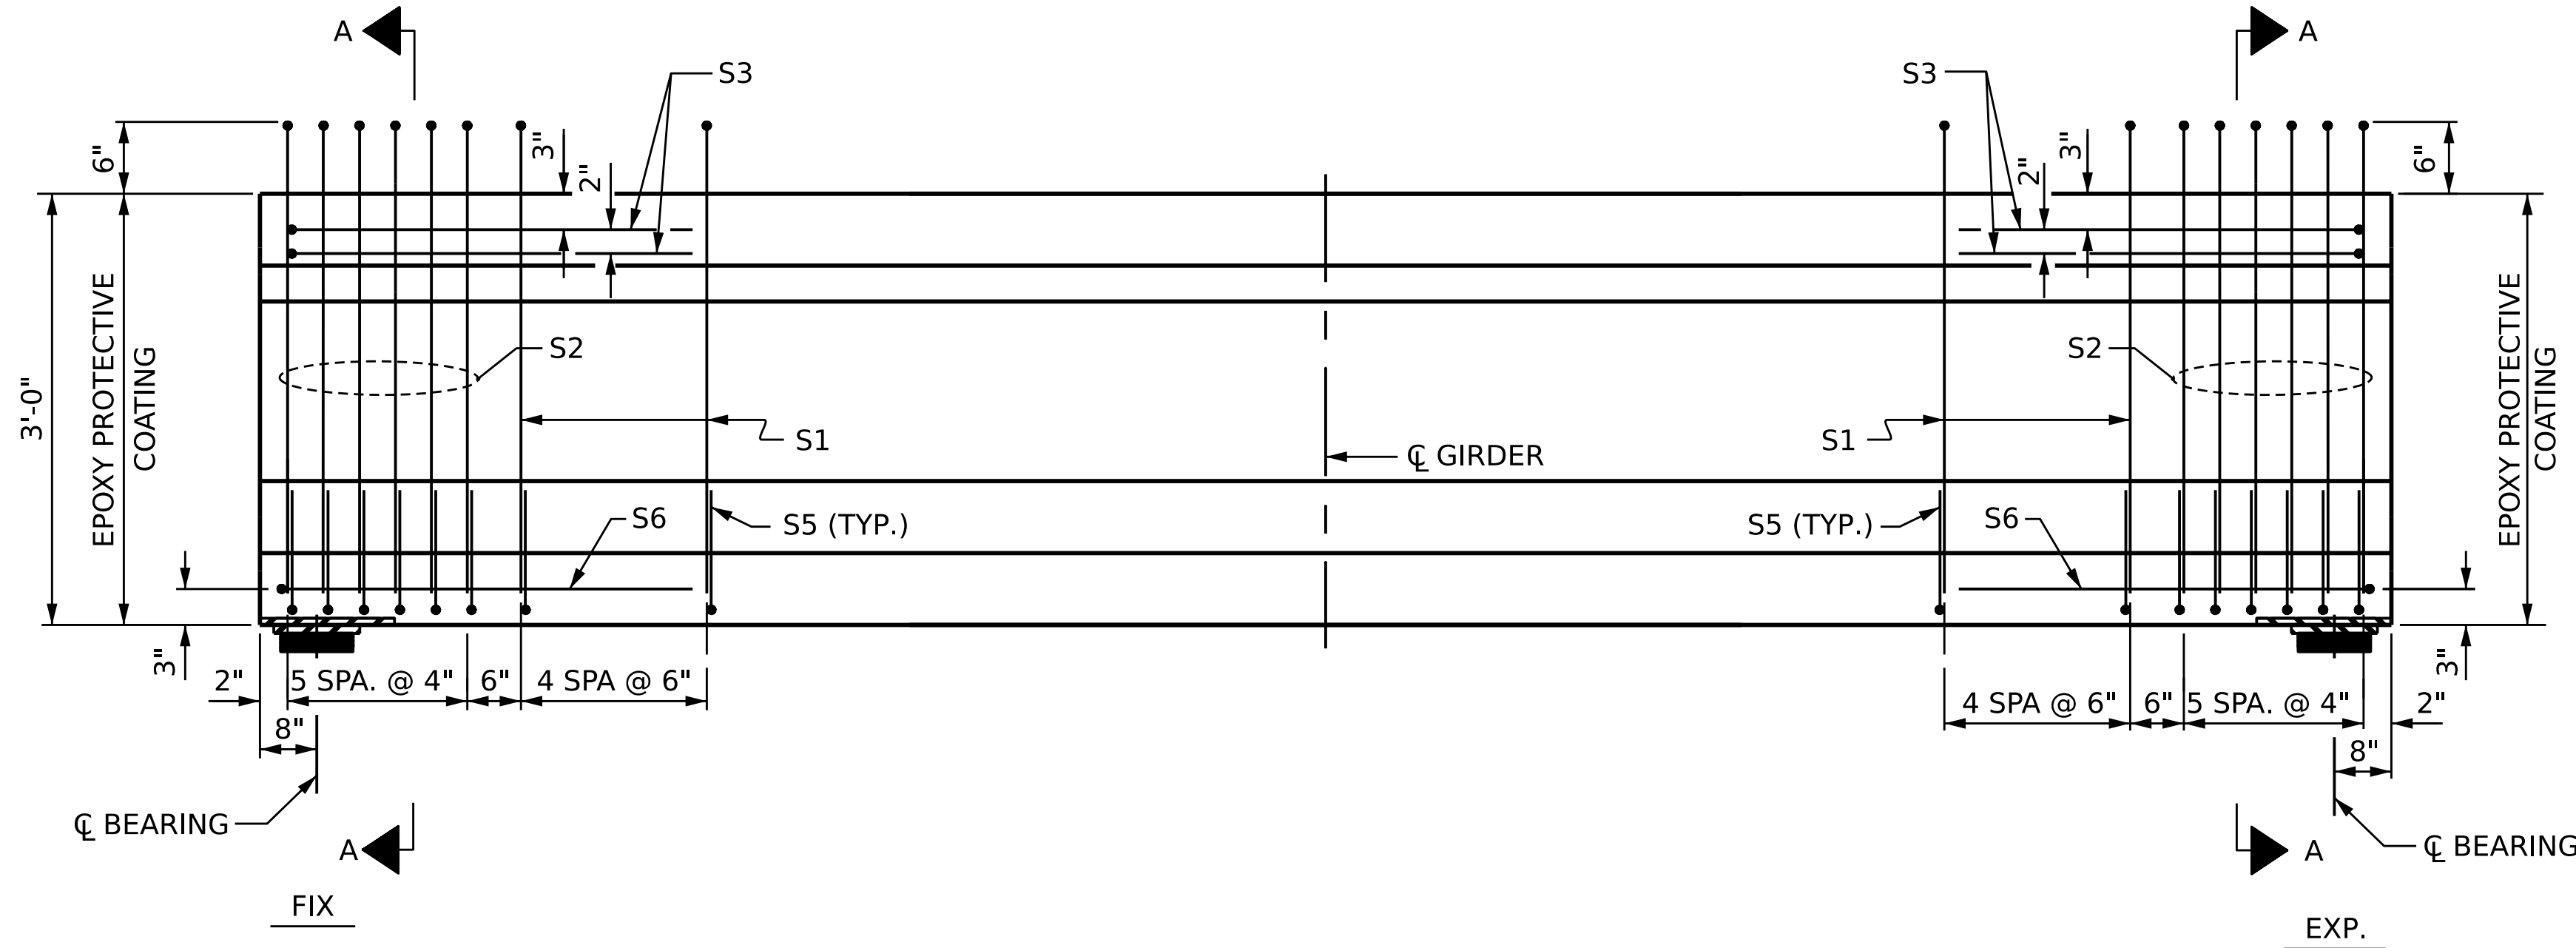 A
A
S3
S3
6"
3"
2"
2"
3"
6"
3'-0"
EPOXY PROTECTIVE
COATING
S2
S2
EPOXY PROTECTIVE
COATING
S1
S1
℄ GIRDER
S6
S5 (TYP.)
S5 (TYP.)
S6
3"
3"
2"
5 SPA. @ 4"
6"
4 SPA @ 6"
4 SPA @ 6"
6"
5 SPA. @ 4"
2"
8"
8"
℄ BEARING
℄ BEARING
A
A
FIX
EXP.